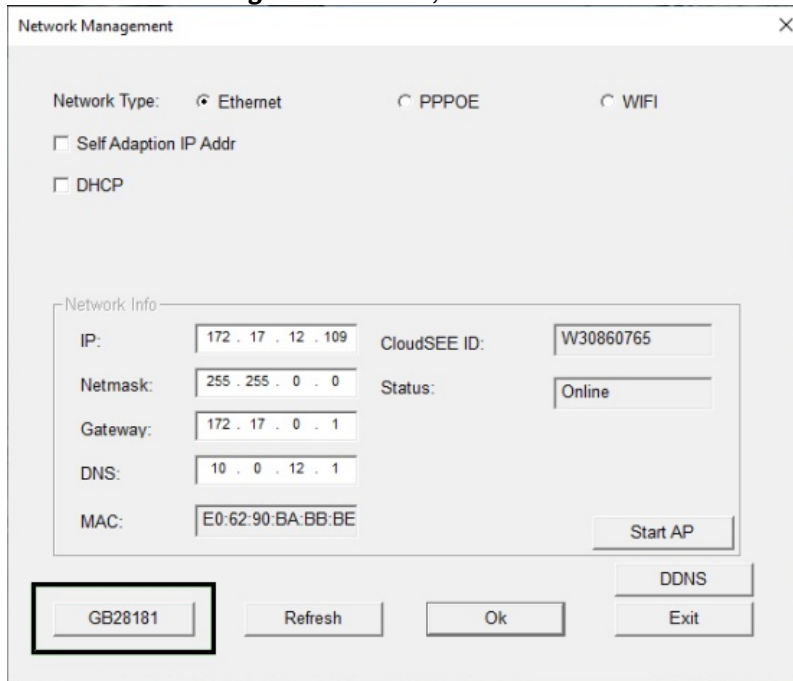 Network Management
Network Type: Ethernet PPPOE WIFI
Self Adaption IP Addr
DHCP
Network Info
IP: 172 . 17 . 12 . 109 CloudSEE ID: W30860765
Netmask: 255 . 255 . 0 . 0 Status: Online
Gateway: 172 . 17 . 0 . 1
DNS: 10 . 0 . 12 . 1
MAC: E0:62:90:BA:BB:BE
Start AP
DDNS
GB28181 Refresh Ok Exit